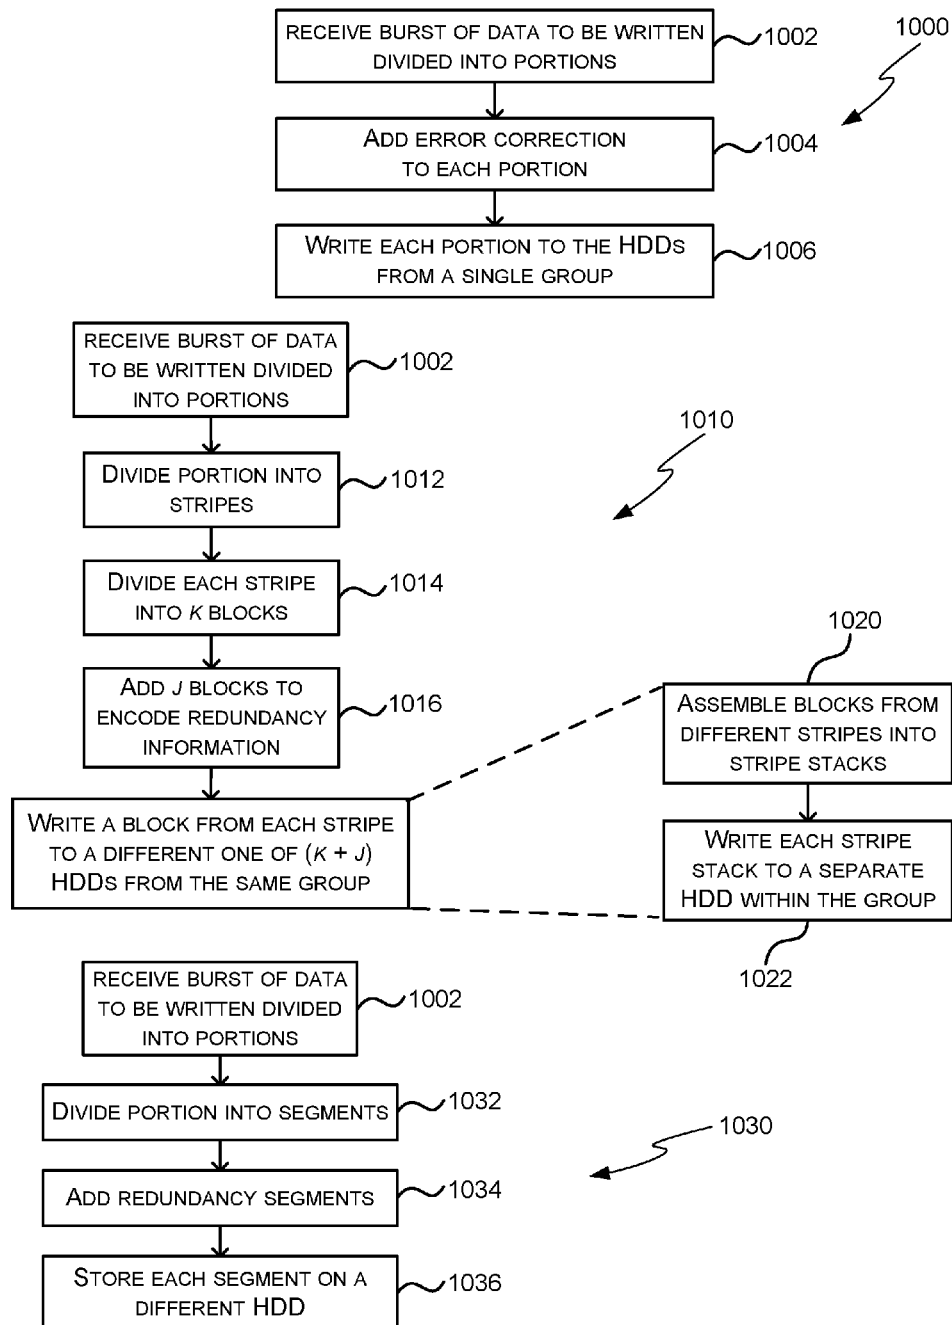 RECEIVE BURST OF DATA TO BE WRITTEN
DIVIDED INTO PORTIONS
1002
1000
ADD ERROR CORRECTION
TO EACH PORTION
1004
WRITE EACH PORTION TO THE HDDS
FROM A SINGLE GROUP
1006
RECEIVE BURST OF DATA
TO BE WRITTEN DIVIDED
INTO PORTIONS
1002
1010
DIVIDE PORTION INTO
STRIPES
1012
DIVIDE EACH STRIPE
INTO K BLOCKS
1014
ADD J BLOCKS TO
ENCODE REDUNDANCY
INFORMATION
1016
WRITE A BLOCK FROM EACH STRIPE
TO A DIFFERENT ONE OF (K + J)
HDDS FROM THE SAME GROUP
1020
ASSEMBLE BLOCKS FROM
DIFFERENT STRIPES INTO
STRIPE STACKS
WRITE EACH STRIPE
STACK TO A SEPARATE
HDD WITHIN THE GROUP
1022
RECEIVE BURST OF DATA
TO BE WRITTEN DIVIDED
INTO PORTIONS
1002
DIVIDE PORTION INTO SEGMENTS
1032
1030
ADD REDUNDANCY SEGMENTS
1034
STORE EACH SEGMENT ON A
DIFFERENT HDD
1036